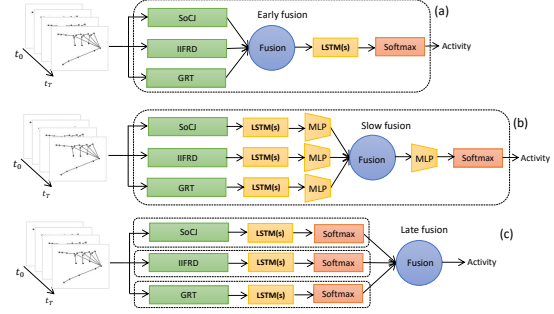 Early fusion
(a)
SoCJ
IIFRD
GRT
Fusion
LSTM(s)
Softmax
Activity
t0
tT
Slow fusion
(b)
SoCJ
LSTM(s)
MLP
IIFRD
LSTM(s)
MLP
GRT
LSTM(s)
MLP
Fusion
MLP
Softmax
Activity
t0
tT
Late fusion
(c)
SoCJ
LSTM(s)
Softmax
IIFRD
LSTM(s)
Softmax
GRT
LSTM(s)
Softmax
Fusion
Activity
t0
tT